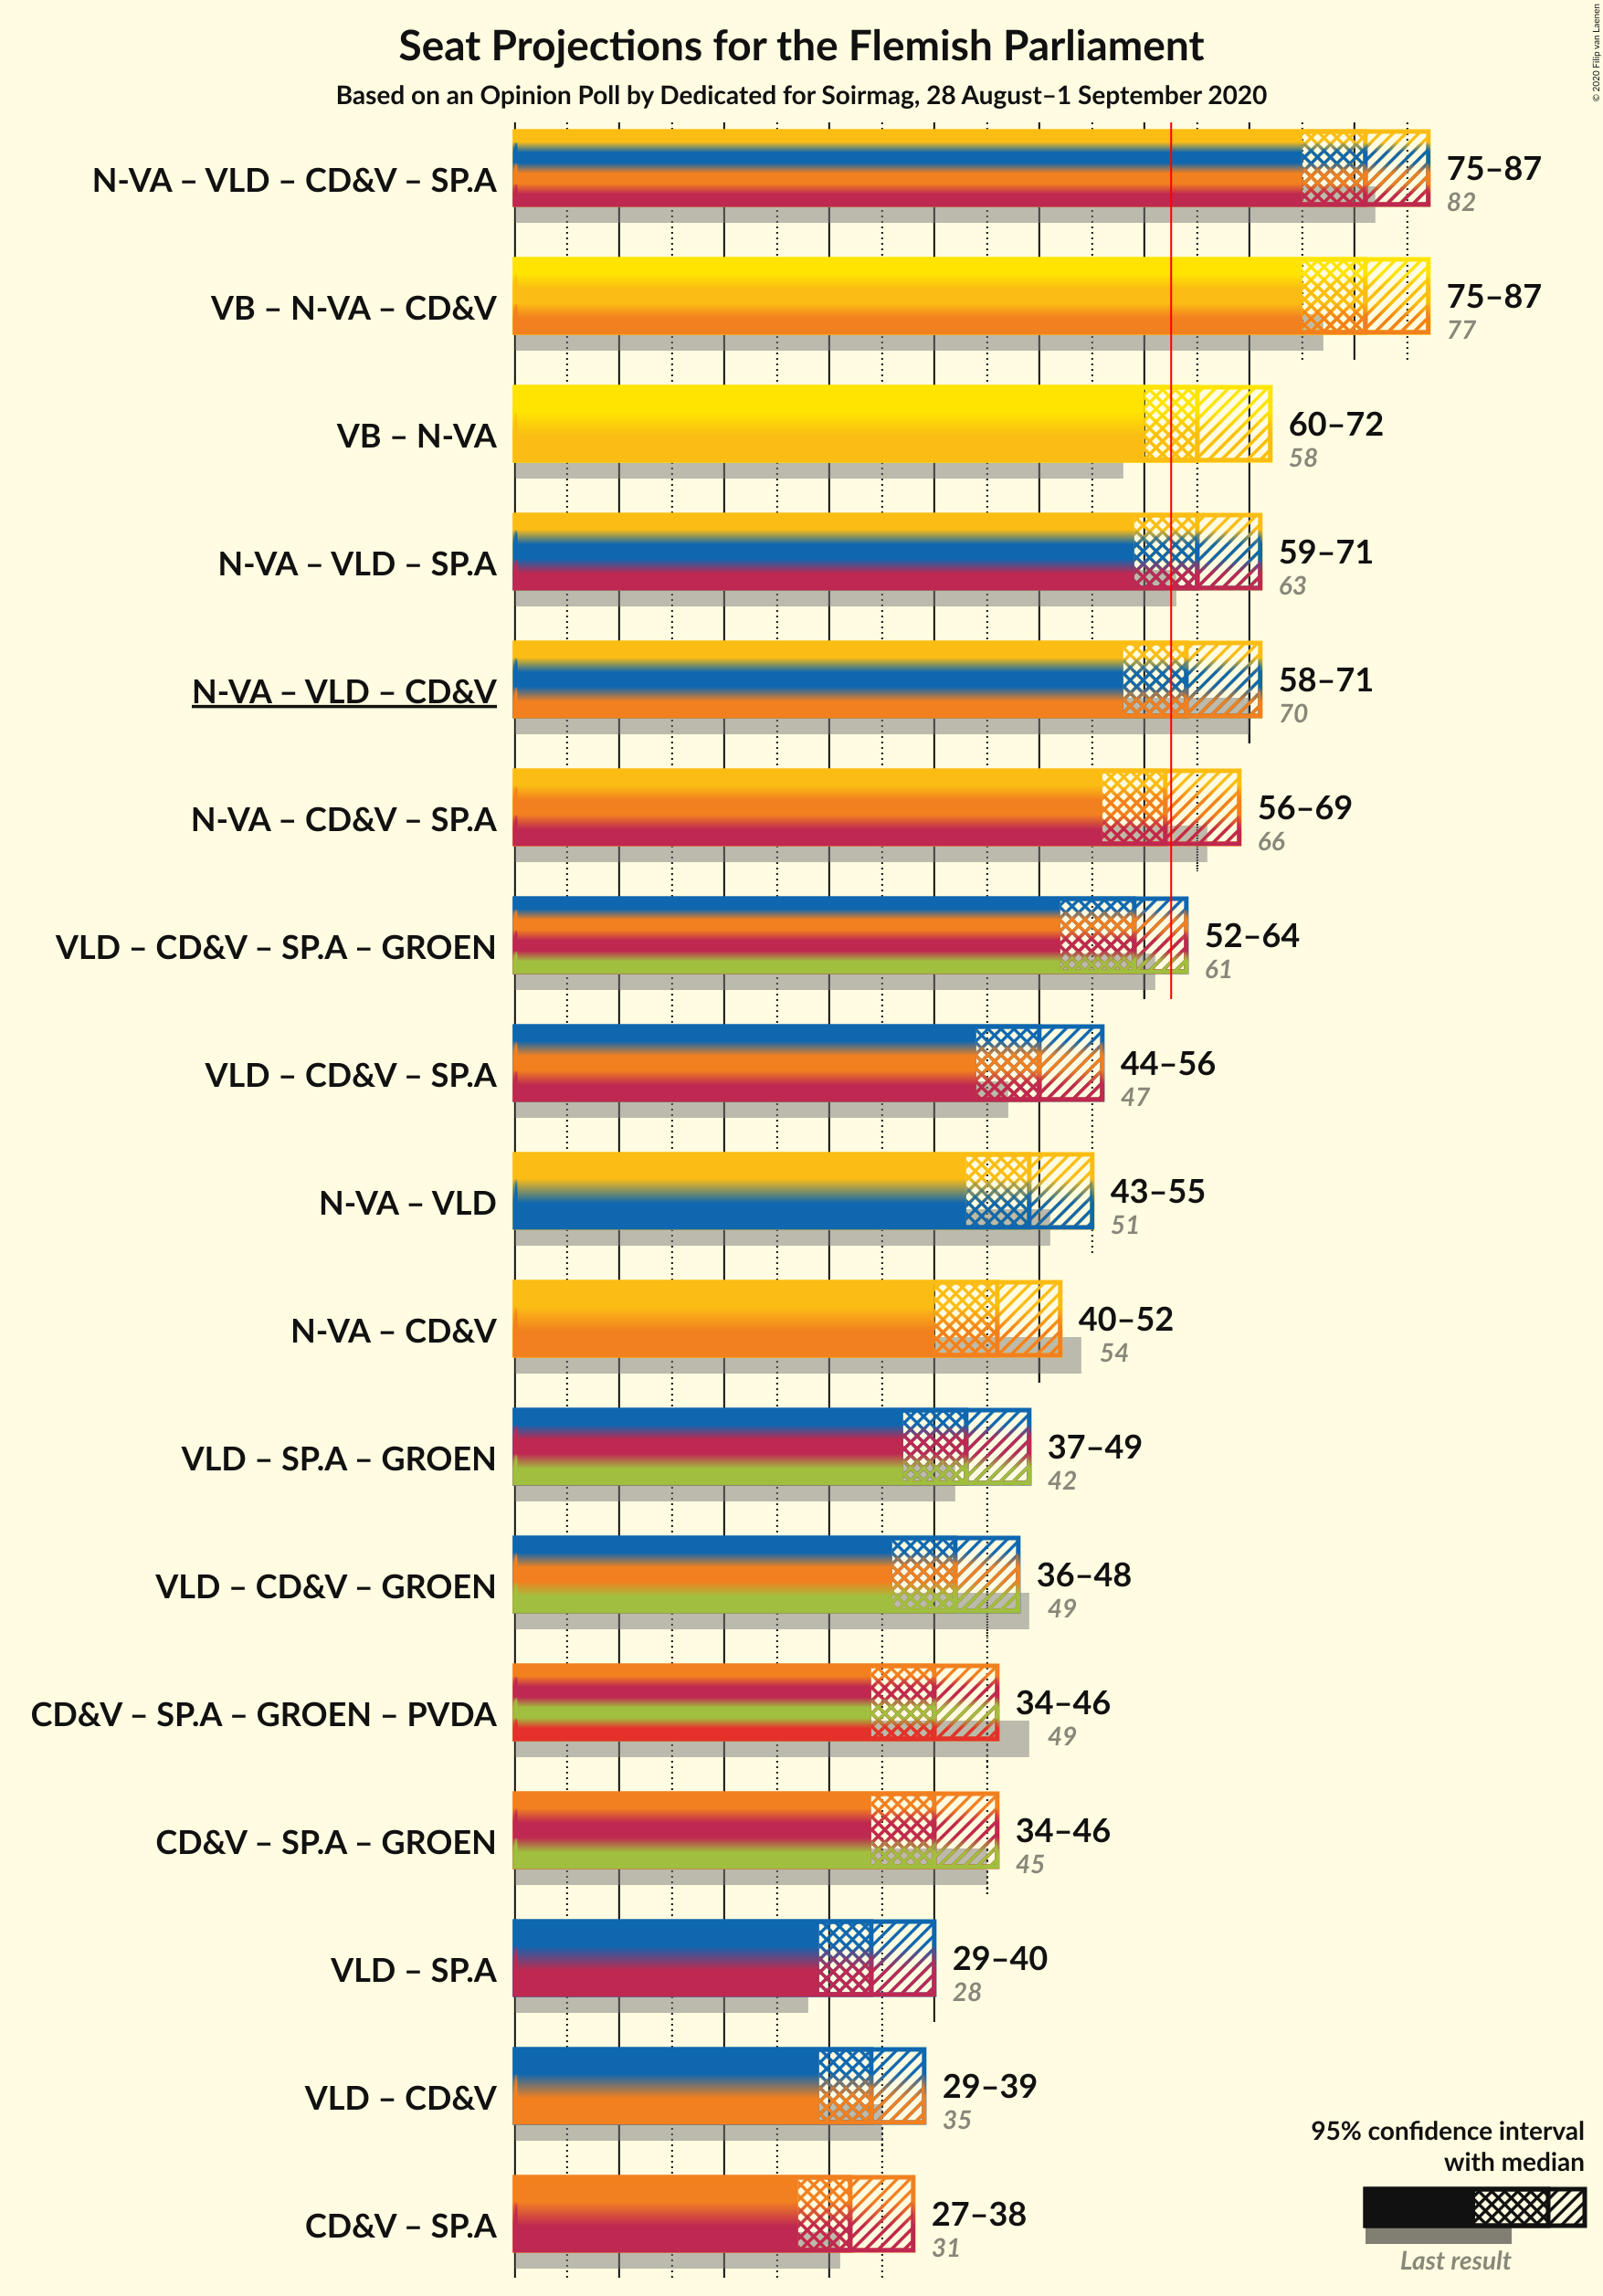 Seat Projections for the Flemish Parliament
Based on an Opinion Poll by Dedicated for Soirmag, 28 August–1 September 2020
© 2020 Filip van Laenen
N-VA – VLD – CD&V – SP.A
75–87
82
VB – N-VA – CD&V
75–87
77
VB – N-VA
60–72
58
N-VA – VLD – SP.A
59–71
63
N-VA – VLD – CD&V
58–71
70
N-VA – CD&V – SP.A
56–69
66
VLD – CD&V – SP.A – GROEN
52–64
61
VLD – CD&V – SP.A
44–56
47
N-VA – VLD
43–55
51
N-VA – CD&V
40–52
54
VLD – SP.A – GROEN
37–49
42
VLD – CD&V – GROEN
36–48
49
CD&V – SP.A – GROEN – PVDA
34–46
49
CD&V – SP.A – GROEN
34–46
45
VLD – SP.A
29–40
28
VLD – CD&V
29–39
35
CD&V – SP.A
27–38
31
95% confidence interval
with median
Last result